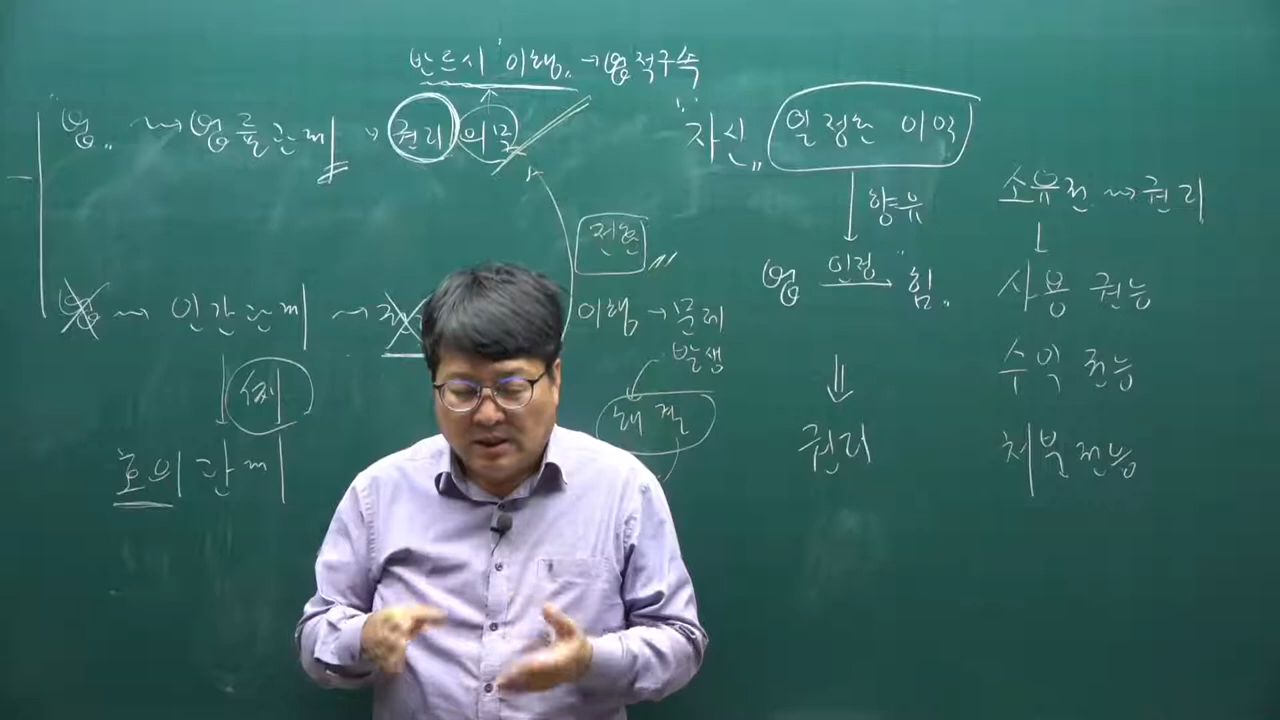 반드시 이행 → 법적구속
법 → 법률관계 → 권리 의무
자신 일정한 이익
향유
법 인정 → 힘
권리
소유권 → 권리
사용 권능
수익 권능
처분 권능
이행 → 문제
발생
해결
법 → 인간관계 →
호의관계